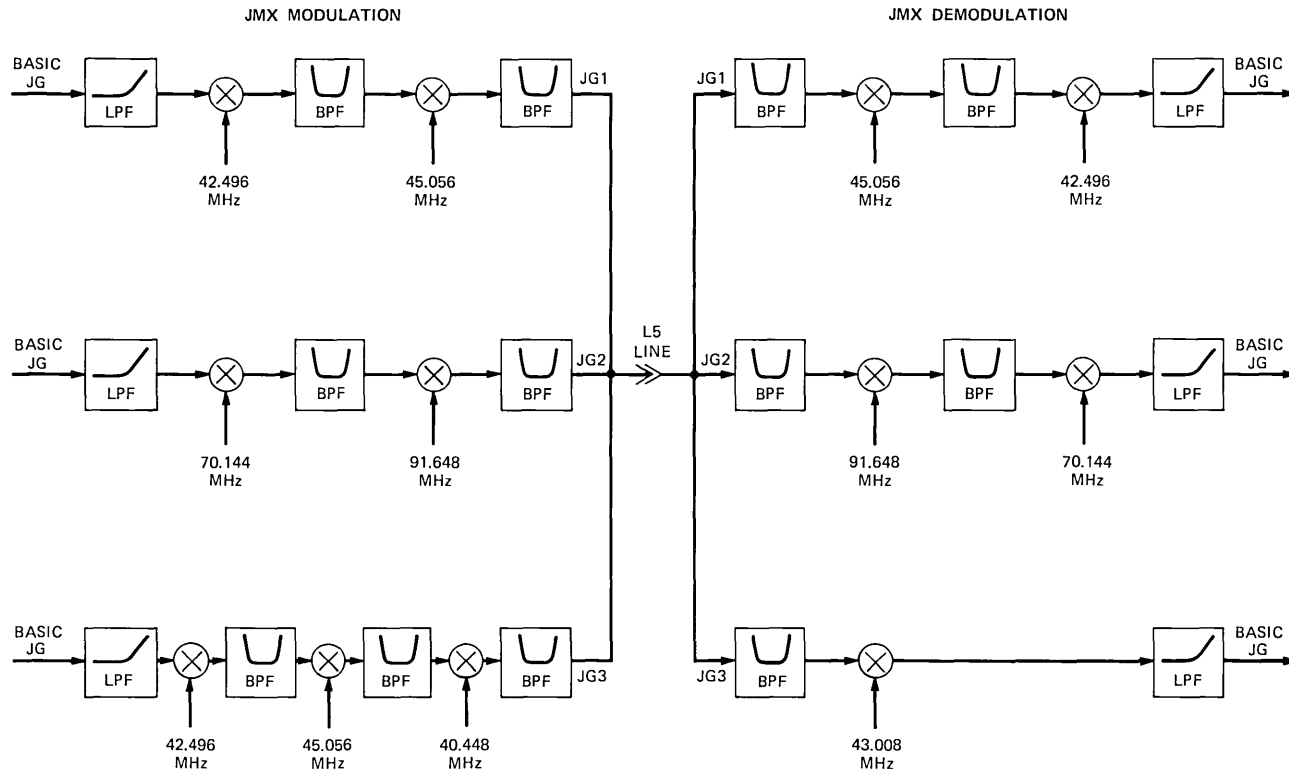 JMX MODULATION
JMX DEMODULATION
BASIC
JG
LPF
42.496
MHz
BPF
45.056
MHz
BPF
JG1
JG1
BPF
45.056
MHz
BPF
42.496
MHz
LPF
BASIC
JG
BASIC
JG
LPF
70.144
MHz
BPF
91.648
MHz
BPF
JG2
L5
LINE
JG2
BPF
91.648
MHz
BPF
70.144
MHz
LPF
BASIC
JG
BASIC
JG
LPF
42.496
MHz
BPF
45.056
MHz
BPF
40.448
MHz
BPF
JG3
JG3
BPF
43.008
MHz
LPF
BASIC
JG